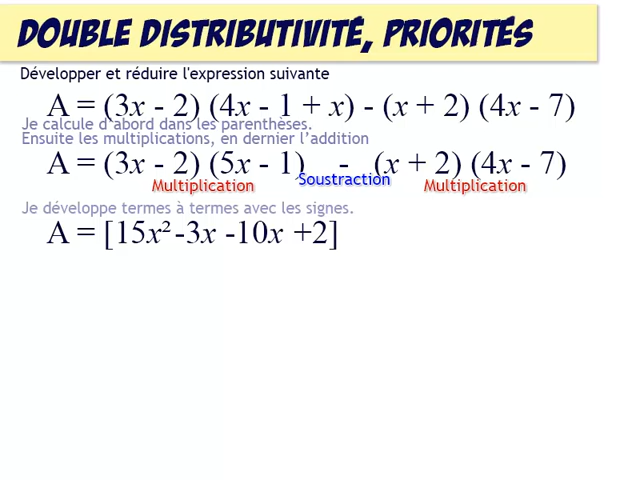 DOUBLE DISTRIBUTIVITÉ, PRIORITÉS
Développer et réduire l'expression suivante
A = (3x - 2) (4x - 1 + x) - (x + 2) (4x - 7)
Je calcule d'abord dans les parenthèses.
Ensuite les multiplications, en dernier l'addition
A = (3x - 2) (5x - 1) - (x + 2) (4x - 7)
Multiplication Soustraction Multiplication
Je développe termes à termes avec les signes.
A = [15x² -3x -10x +2]